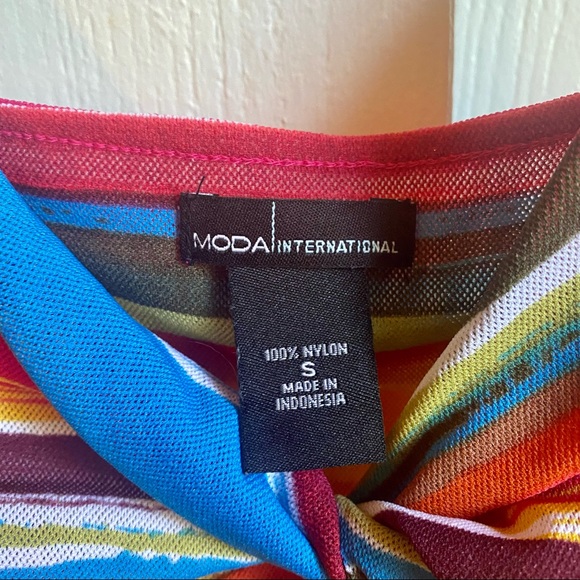 MODA INTERNATIONAL
100% NYLON
S
MADE IN
INDONESIA